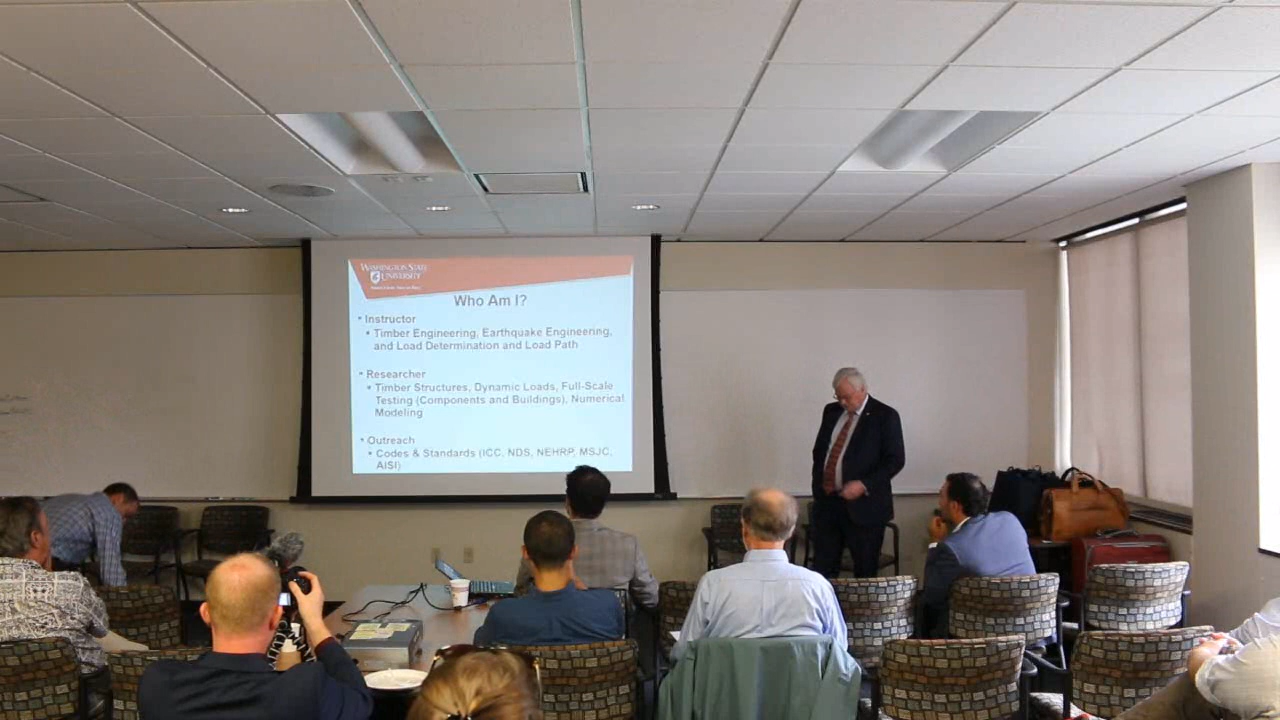 WASHINGTON STATE
UNIVERSITY
Who Am I?
▪ Instructor
▪ Timber Engineering, Earthquake Engineering,
and Load Determination and Load Path
▪ Researcher
▪ Timber Structures, Dynamic Loads, Full-Scale
Testing (Components and Buildings), Numerical
Modeling
▪ Outreach
▪ Codes & Standards (ICC, NDS, NEHRP, MSJC,
AISI)